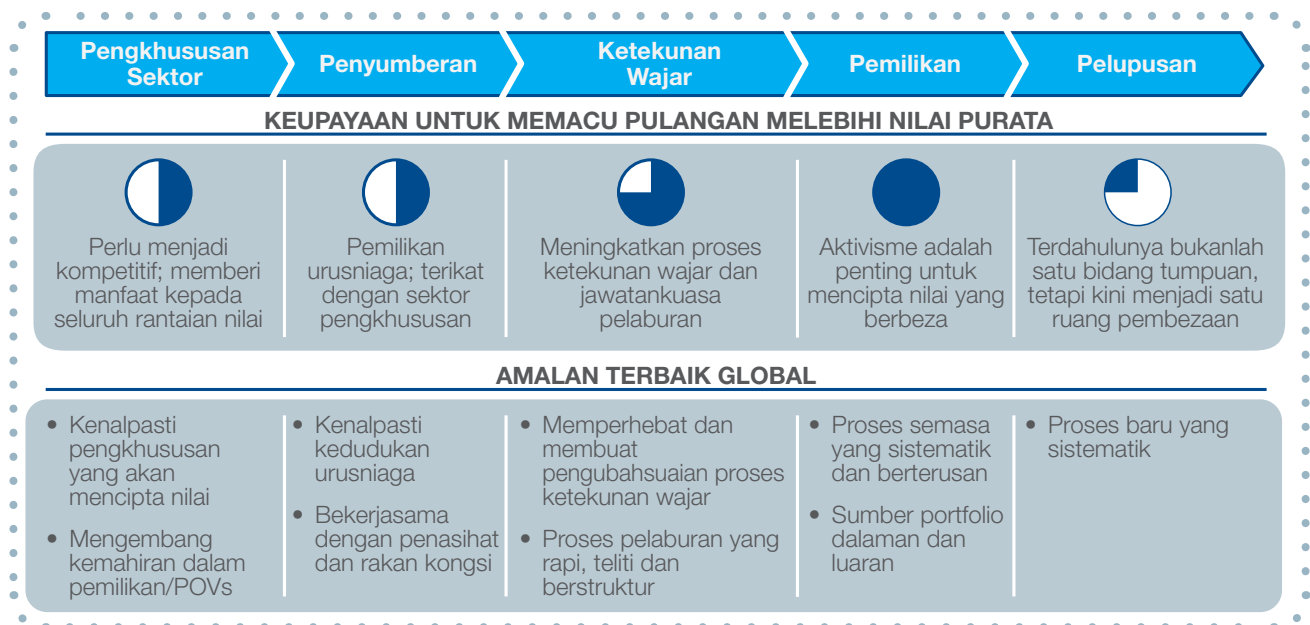 Pengkhususan
Sektor
Penyumberan
Ketekunan
Wajar
Pemilikan
Pelupusan
KEUPAYAAN UNTUK MEMACU PULANGAN MELEBIHI NILAI PURATA
Perlu menjadi
kompetitif; memberi
manfaat kepada
seluruh rantaian nilai
Pemilikan
urusniaga; terikat
dengan sektor
pengkhususan
Meningkatkan proses
ketekunan wajar dan
jawatankuasa
pelaburan
Aktivisme adalah
penting untuk
mencipta nilai yang
berbeza
Terdahulunya bukanlah
satu bidang tumpuan,
tetapi kini menjadi satu
ruang pembezaan
AMALAN TERBAIK GLOBAL
• Kenalpasti
pengkhususan
yang akan
mencipta nilai
• Mengembang
kemahiran dalam
pemilikan/POVs
• Kenalpasti
kedudukan
urusniaga
• Bekerjasama
dengan penasihat
dan rakan kongsi
• Memperhebat dan
membuat
pengubahsuaian proses
ketekunan wajar
• Proses pelaburan yang
rapi, teliti dan
berstruktur
• Proses semasa
yang sistematik
dan berterusan
• Sumber portfolio
dalaman dan
luaran
• Proses baru yang
sistematik